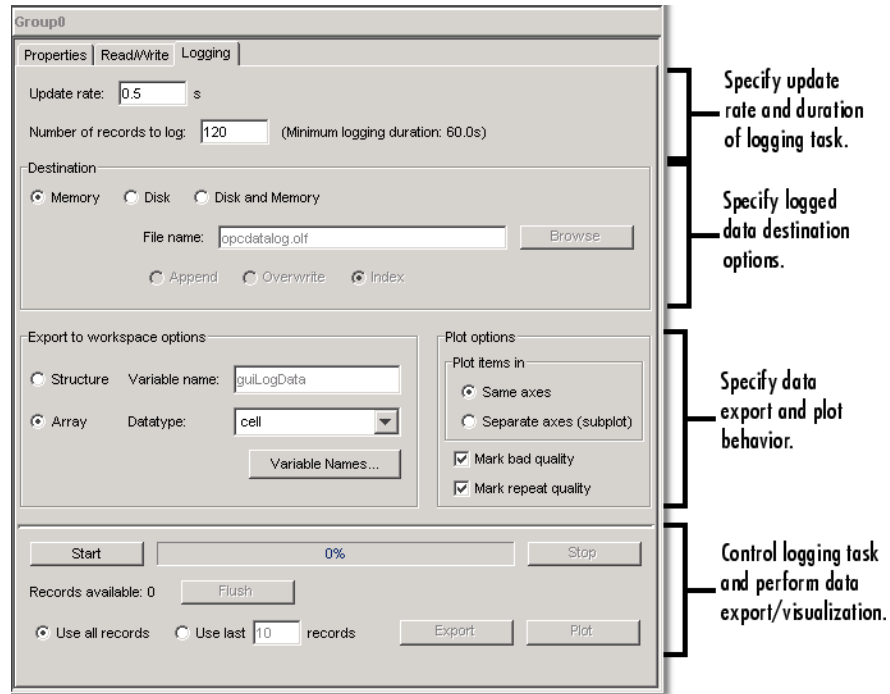 Group0
Properties Read/Write Logging
Update rate: 0.5 s
Number of records to log: 120 (Minimum logging duration: 60.0s)
Specify update
rate and duration
of logging task.
Destination
Memory Disk Disk and Memory
File name: opcdatalog.olf Browse
Append Overwrite Index
Specify logged
data destination
options.
Export to workspace options
Structure Variable name: guiLogData
Array Datatype: cell
Variable Names...
Plot options
Plot items in
Same axes
Separate axes (subplot)
Mark bad quality
Mark repeat quality
Specify data
export and plot
behavior.
Start 0% Stop
Records available: 0 Flush
Use all records Use last 10 records Export Plot
Control logging task
and perform data
export/visualization.